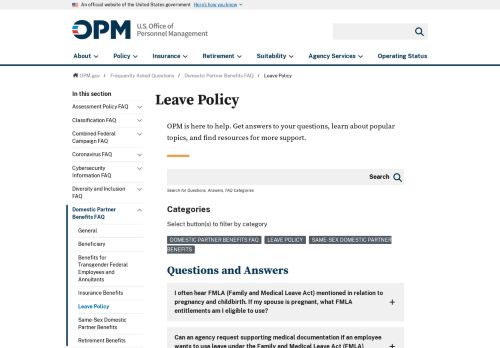 An official website of the United States government Here's how you know
OPM U.S. Office of
Personnel Management
About Policy Insurance Retirement Suitability Agency Services Operating Status
OPM.gov / Frequently Asked Questions / Domestic Partner Benefits FAQ / Leave Policy
In this section
Assessment Policy FAQ
Classification FAQ
Combined Federal
Campaign FAQ
Coronavirus FAQ
Cybersecurity
Information FAQ
Diversity and Inclusion
FAQ
Domestic Partner
Benefits FAQ
General
Beneficiary
Benefits for
Transgender Federal
Employees and
Annuitants
Insurance Benefits
Leave Policy
Same-Sex Domestic
Partner Benefits
Retirement Benefits
Leave Policy
OPM is here to help. Get answers to your questions, learn about popular
topics, and find resources for more support.
Search
Search for Questions, Answers, FAQ Categories
Categories
Select button(s) to filter by category
DOMESTIC PARTNER BENEFITS FAQ LEAVE POLICY SAME-SEX DOMESTIC PARTNER
BENEFITS
Questions and Answers
I often hear FMLA (Family and Medical Leave Act) mentioned in relation to
pregnancy and childbirth. If my spouse is pregnant, what FMLA
entitlements am I eligible to use?
Can an agency request supporting medical documentation if an employee
wants to use leave under the Family and Medical Leave Act (FMLA)